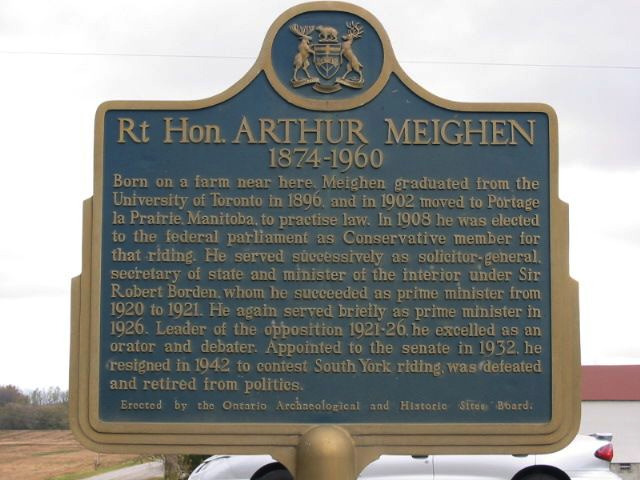 Rt Hon. ARTHUR MEIGHEN
1874-1960
Born on a farm near here, Meighen graduated from the
University of Toronto in 1896, and in 1902 moved to Portage
la Prairie, Manitoba, to practise law. In 1908 he was elected
to the federal parliament as Conservative member for
that riding. He served successively as solicitor-general,
secretary of state and minister of the interior under Sir
Robert Borden, whom he succeeded as prime minister from
1920 to 1921. He again served briefly as prime minister in
1926. Leader of the opposition 1921-26, he excelled as an
orator and debater. Appointed to the senate in 1932, he
resigned in 1942 to contest South York riding, was defeated
and retired from politics.
Erected by the Ontario Archaeological and Historic Sites Board.